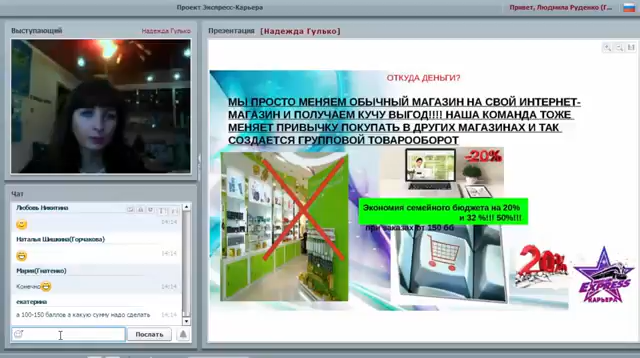 Проект Экспресс-Карьера
Привет, Людмила Руденко (Г...
Выступающий
Надежда Гулько
Презентация [Надежда Гулько]
1:1
ОТКУДА ДЕНЬГИ?
МЫ ПРОСТО МЕНЯЕМ ОБЫЧНЫЙ МАГАЗИН НА СВОЙ ИНТЕРНЕТ-
МАГАЗИН И ПОЛУЧАЕМ КУЧУ ВЫГОД!!!! НАША КОМАНДА ТОЖЕ
МЕНЯЕТ ПРИВЫЧКУ ПОКУПАТЬ В ДРУГИХ МАГАЗИНАХ И ТАК
СОЗДАЕТСЯ ГРУППОВОЙ ТОВАРООБОРОТ
-20%
Экономия семейного бюджета на 20%
и 32 %!!! 50%!!!
при заказах от 150 бб
20%
EXPRESS
КАРЬЕРА
Чат
Любовь Никитина
14:14
Наталья Шишкина(Горчакова)
14:14
Мария(Гнатенко)
Конечно
14:14
екатерина
а 100-150 баллов а какую сумму надо сделать
14:14
Послать